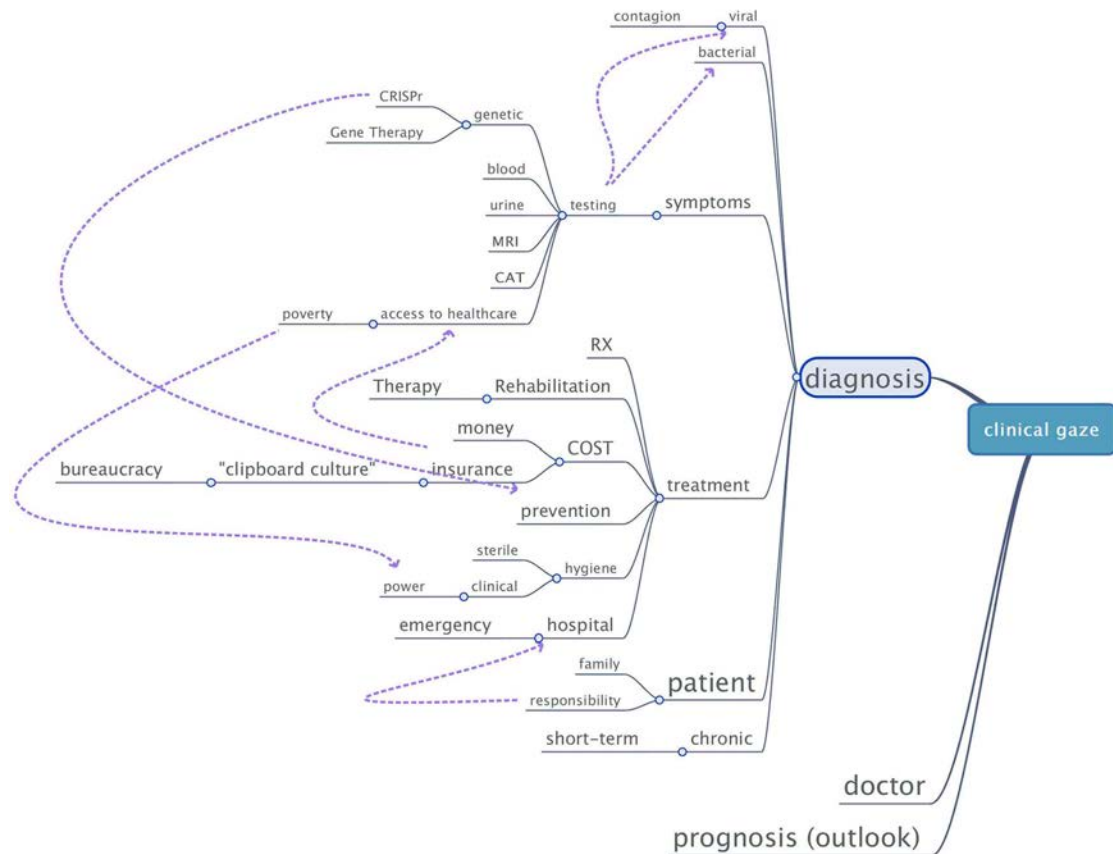 contagion
viral
bacterial
CRISPr
genetic
Gene Therapy
blood
urine
MRI
CAT
testing
symptoms
poverty
access to healthcare
RX
Therapy
Rehabilitation
money
COST
bureaucracy
"clipboard culture"
insurance
treatment
prevention
sterile
hygiene
power
clinical
emergency
hospital
family
patient
responsibility
short-term
chronic
diagnosis
clinical gaze
doctor
prognosis (outlook)